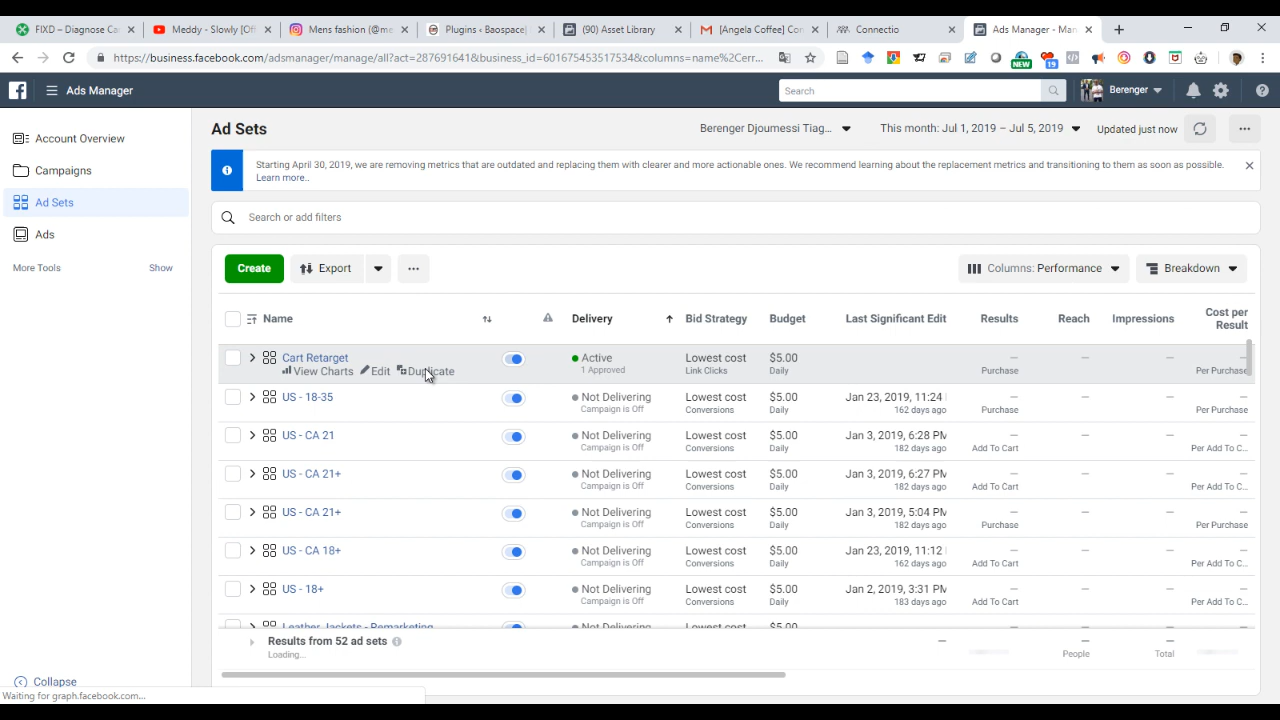 FIXD – Diagnose Ca
Meddy - Slowly [Of
Mens fashion (@me
Plugins ‹ Baospace
(90) Asset Library
[Angela Coffee] Con
Connectio
Ads Manager - Man
https://business.facebook.com/adsmanag
NEW
19
Ads Manager
Search
Berenger
Account Overview
Campaigns
Ad Sets
Ads
More Tools
Show
Collapse
Waiting for graph.facebook.com...
Ad Sets
Berenger Djoumessi Tiag...
This month: Jul 1, 2019 – Jul 5, 2019
Updated just now
Starting April 30, 2019, we are removing metrics that are outdated and replacing them with clearer and more actionable ones. We recommend learning about the replacement metrics and transitioning to them as soon as possible.
Learn more..
Search or add filters
Create
Export
Columns: Performance
Breakdown
Name Delivery Bid Strategy Budget Last Significant Edit Results Reach Impressions Cost per Result
Cart Retarget Active Lowest cost $5.00 — — — —
View Charts Edit Duplicate 1 Approved Link Clicks Daily Purchase Per Purchase
US - 18-35 Not Delivering Lowest cost $5.00 Jan 23, 2019, 11:24 — — — —
Campaign is Off Conversions Daily 162 days ago Purchase Per Purchase
US - CA 21 Not Delivering Lowest cost $5.00 Jan 3, 2019, 6:28 PM — — — —
Campaign is Off Conversions Daily 182 days ago Add To Cart Per Add To C...
US - CA 21+ Not Delivering Lowest cost $5.00 Jan 3, 2019, 6:27 PM — — — —
Campaign is Off Conversions Daily 182 days ago Add To Cart Per Add To C...
US - CA 21+ Not Delivering Lowest cost $5.00 Jan 3, 2019, 5:04 PM — — — —
Campaign is Off Conversions Daily 182 days ago Purchase Per Purchase
US - CA 18+ Not Delivering Lowest cost $5.00 Jan 23, 2019, 11:12 — — — —
Campaign is Off Conversions Daily 162 days ago Add To Cart Per Add To C...
US - 18+ Not Delivering Lowest cost $5.00 Jan 2, 2019, 3:31 PM — — — —
Campaign is Off Conversions Daily 183 days ago Add To Cart Per Add To C...
Leather Jackets - Remarketing Not Delivering Lowest cost $5.00
Results from 52 ad sets — — — —
Loading... People Total